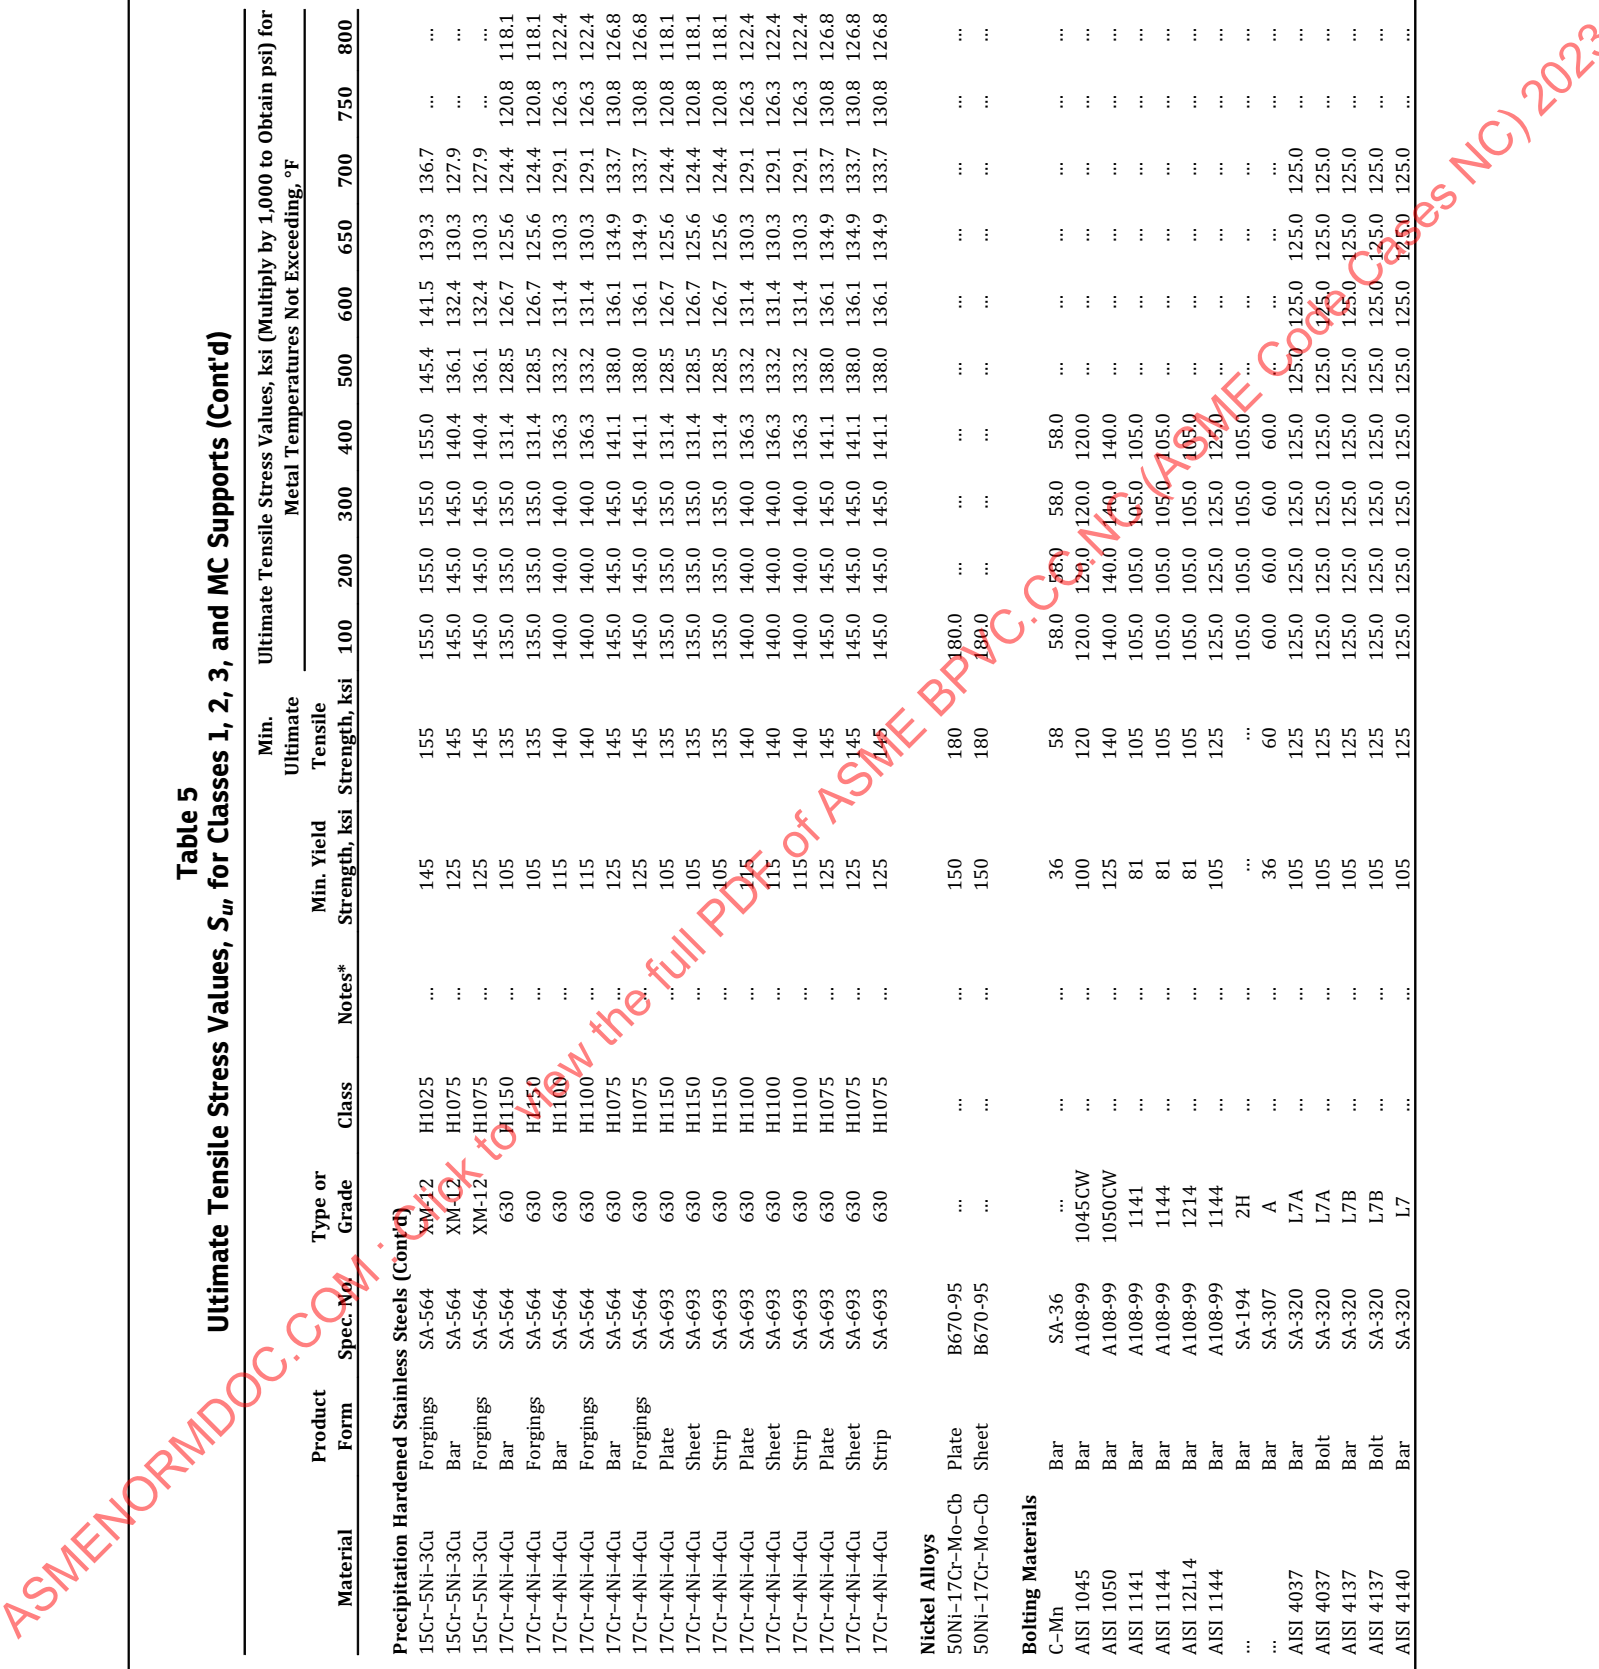 Table 5
Ultimate Tensile Stress Values, Su, for Classes 1, 2, 3, and MC Supports (Cont'd)
Min. Ultimate Tensile Stress Values, ksi (Multiply by 1,000 to Obtain psi) for
Ultimate Metal Temperatures Not Exceeding, °F
Product Type or Min. Yield Tensile
Material Form Spec. No. Grade Class Notes* Strength, ksi Strength, ksi 100 200 300 400 500 600 650 700 750 800
Precipitation Hardened Stainless Steels (Cont'd)
15Cr–5Ni–3Cu Forgings SA-564 XM-12 H1025 ... 145 155 155.0 155.0 155.0 155.0 145.4 141.5 139.3 136.7 ... ...
15Cr–5Ni–3Cu Bar SA-564 XM-12 H1075 ... 125 145 145.0 145.0 145.0 140.4 136.1 132.4 130.3 127.9 ... ...
15Cr–5Ni–3Cu Forgings SA-564 XM-12 H1075 ... 125 145 145.0 145.0 145.0 140.4 136.1 132.4 130.3 127.9 ... ...
17Cr–4Ni–4Cu Bar SA-564 630 H1150 ... 105 135 135.0 135.0 135.0 131.4 128.5 126.7 125.6 124.4 120.8 118.1
17Cr–4Ni–4Cu Forgings SA-564 630 H1150 ... 105 135 135.0 135.0 135.0 131.4 128.5 126.7 125.6 124.4 120.8 118.1
17Cr–4Ni–4Cu Bar SA-564 630 H1100 ... 115 140 140.0 140.0 140.0 136.3 133.2 131.4 130.3 129.1 126.3 122.4
17Cr–4Ni–4Cu Forgings SA-564 630 H1100 ... 115 140 140.0 140.0 140.0 136.3 133.2 131.4 130.3 129.1 126.3 122.4
17Cr–4Ni–4Cu Bar SA-564 630 H1075 ... 125 145 145.0 145.0 145.0 141.1 138.0 136.1 134.9 133.7 130.8 126.8
17Cr–4Ni–4Cu Forgings SA-564 630 H1075 ... 125 145 145.0 145.0 145.0 141.1 138.0 136.1 134.9 133.7 130.8 126.8
17Cr–4Ni–4Cu Plate SA-693 630 H1150 ... 105 135 135.0 135.0 135.0 131.4 128.5 126.7 125.6 124.4 120.8 118.1
17Cr–4Ni–4Cu Sheet SA-693 630 H1150 ... 105 135 135.0 135.0 135.0 131.4 128.5 126.7 125.6 124.4 120.8 118.1
17Cr–4Ni–4Cu Strip SA-693 630 H1150 ... 105 135 135.0 135.0 135.0 131.4 128.5 126.7 125.6 124.4 120.8 118.1
17Cr–4Ni–4Cu Plate SA-693 630 H1100 ... 115 140 140.0 140.0 140.0 136.3 133.2 131.4 130.3 129.1 126.3 122.4
17Cr–4Ni–4Cu Sheet SA-693 630 H1100 ... 115 140 140.0 140.0 140.0 136.3 133.2 131.4 130.3 129.1 126.3 122.4
17Cr–4Ni–4Cu Strip SA-693 630 H1100 ... 115 140 140.0 140.0 140.0 136.3 133.2 131.4 130.3 129.1 126.3 122.4
17Cr–4Ni–4Cu Plate SA-693 630 H1075 ... 125 145 145.0 145.0 145.0 141.1 138.0 136.1 134.9 133.7 130.8 126.8
17Cr–4Ni–4Cu Sheet SA-693 630 H1075 ... 125 145 145.0 145.0 145.0 141.1 138.0 136.1 134.9 133.7 130.8 126.8
17Cr–4Ni–4Cu Strip SA-693 630 H1075 ... 125 145 145.0 145.0 145.0 141.1 138.0 136.1 134.9 133.7 130.8 126.8
Nickel Alloys
50Ni–17Cr–Mo–Cb Plate B670-95 ... ... ... 150 180 180.0 ... ... ... ... ... ... ... ... ...
50Ni–17Cr–Mo–Cb Sheet B670-95 ... ... ... 150 180 180.0 ... ... ... ... ... ... ... ... ...
Bolting Materials
C–Mn Bar SA-36 ... ... ... 36 58 58.0 58.0 58.0 58.0 ... ... ... ... ... ...
AISI 1045 Bar A108-99 1045CW ... ... 100 120 120.0 120.0 120.0 120.0 ... ... ... ... ... ...
AISI 1050 Bar A108-99 1050CW ... ... 125 140 140.0 140.0 140.0 140.0 ... ... ... ... ... ...
AISI 1141 Bar A108-99 1141 ... ... 81 105 105.0 105.0 105.0 105.0 ... ... ... ... ... ...
AISI 1144 Bar A108-99 1144 ... ... 81 105 105.0 105.0 105.0 105.0 ... ... ... ... ... ...
AISI 12L14 Bar A108-99 1214 ... ... 81 105 105.0 105.0 105.0 105.0 ... ... ... ... ... ...
AISI 1144 Bar A108-99 1144 ... ... 105 125 125.0 125.0 125.0 125.0 ... ... ... ... ... ...
... Bar SA-194 2H ... ... ... ... 105.0 105.0 105.0 105.0 ... ... ... ... ... ...
... Bar SA-307 A ... ... 36 60 60.0 60.0 60.0 60.0 ... ... ... ... ... ...
AISI 4037 Bar SA-320 L7A ... ... 105 125 125.0 125.0 125.0 125.0 125.0 125.0 125.0 125.0 ... ...
AISI 4037 Bolt SA-320 L7A ... ... 105 125 125.0 125.0 125.0 125.0 125.0 125.0 125.0 125.0 ... ...
AISI 4137 Bar SA-320 L7B ... ... 105 125 125.0 125.0 125.0 125.0 125.0 125.0 125.0 125.0 ... ...
AISI 4137 Bolt SA-320 L7B ... ... 105 125 125.0 125.0 125.0 125.0 125.0 125.0 125.0 125.0 ... ...
AISI 4140 Bar SA-320 L7 ... ... 105 125 125.0 125.0 125.0 125.0 125.0 125.0 125.0 125.0 ... ...
ASMENORMDOC.COM : Click to view the full PDF of ASME BPVC.CC.NC (ASME Code Cases NC) 2023